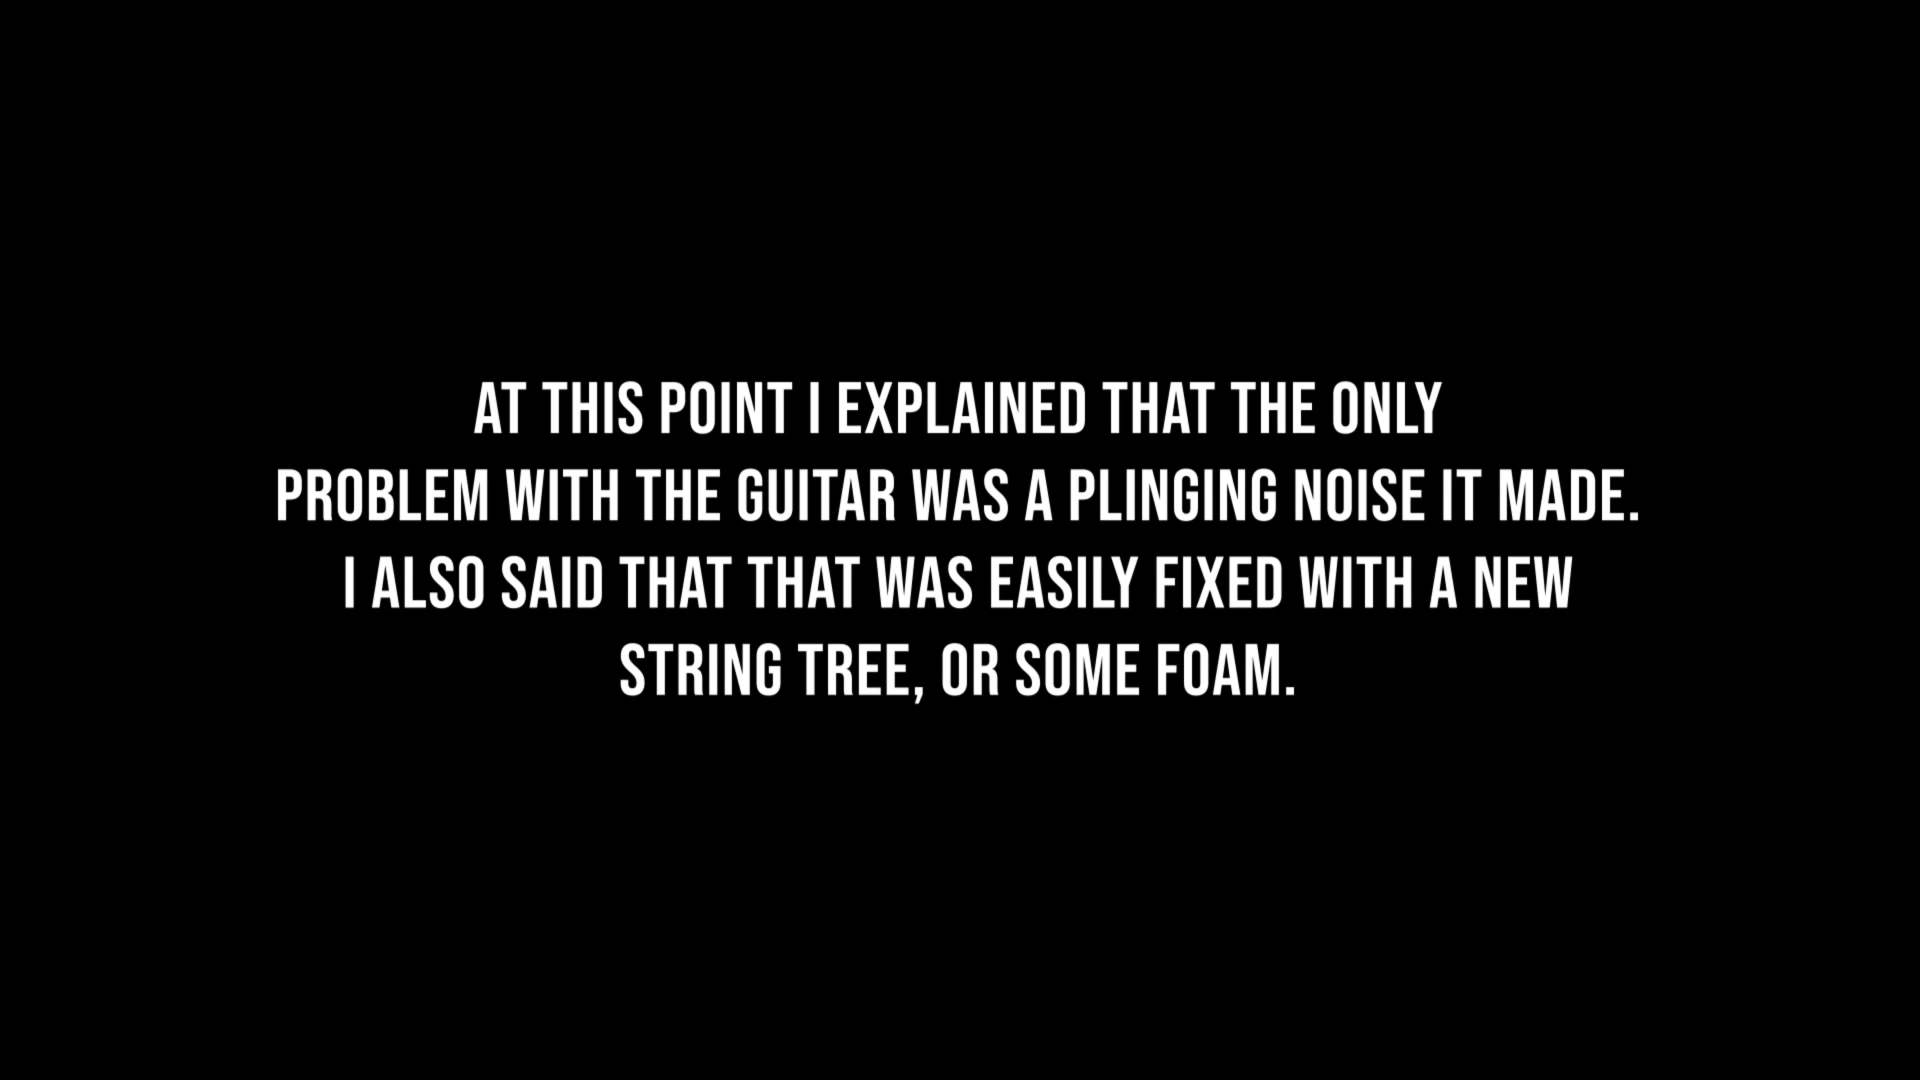 AT THIS POINT I EXPLAINED THAT THE ONLY
PROBLEM WITH THE GUITAR WAS A PLINGING NOISE IT MADE.
I ALSO SAID THAT THAT WAS EASILY FIXED WITH A NEW
STRING TREE, OR SOME FOAM.